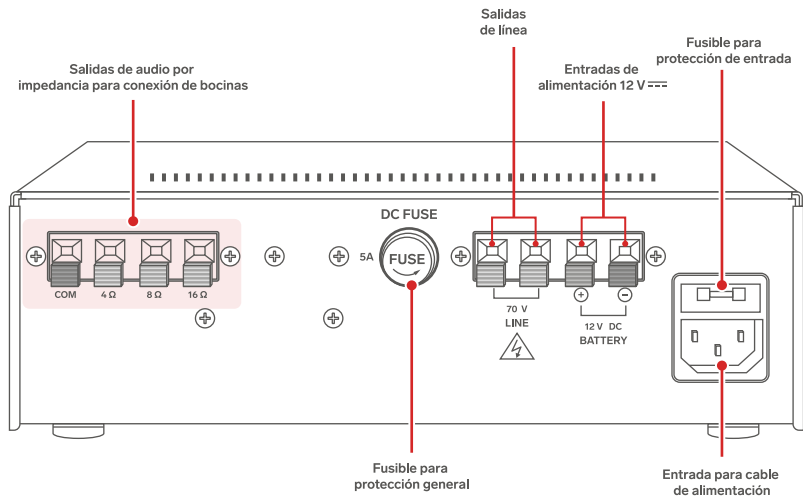 Salidas
de línea
Fusible para
protección de entrada
Salidas de audio por
impedancia para conexión de bocinas
Entradas de
alimentación 12 V ⎓
DC FUSE
5A
FUSE
COM
4 Ω
8 Ω
16 Ω
70 V
LINE
+
−
12 V DC
BATTERY
Fusible para
protección general
Entrada para cable
de alimentación